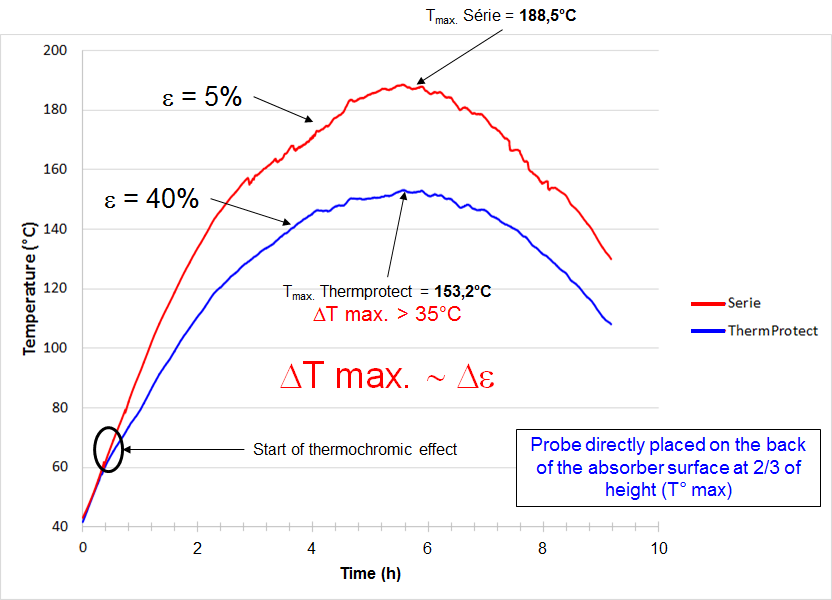 Tmax. Série = 188,5°C
200
180
160
140
120
100
80
60
40
Temperature (°C)
ε = 5%
ε = 40%
Tmax. Thermprotect = 153,2°C
ΔT max. > 35°C
ΔT max. ~ Δε
Start of thermochromic effect
Serie
ThermProtect
Probe directly placed on the back
of the absorber surface at 2/3 of
height (T° max)
0
2
4
6
8
10
Time (h)